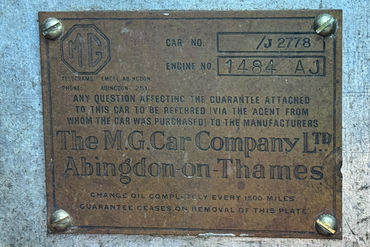 MG
CAR NO. /J 2778
ENGINE NO. 1484 AJ
TELEGRAMS: EMGEE ABINGDON
PHONE: ABINGDON 251
ANY QUESTION AFFECTING THE GUARANTEE ATTACHED
TO THIS CAR TO BE REFERRED (VIA THE AGENT FROM
WHOM THE CAR WAS PURCHASED) TO THE MANUFACTURERS
The M.G. Car Company LTD
Abingdon-on-Thames
CHANGE OIL COMPLETELY EVERY 1500 MILES
GUARANTEE CEASES ON REMOVAL OF THIS PLATE